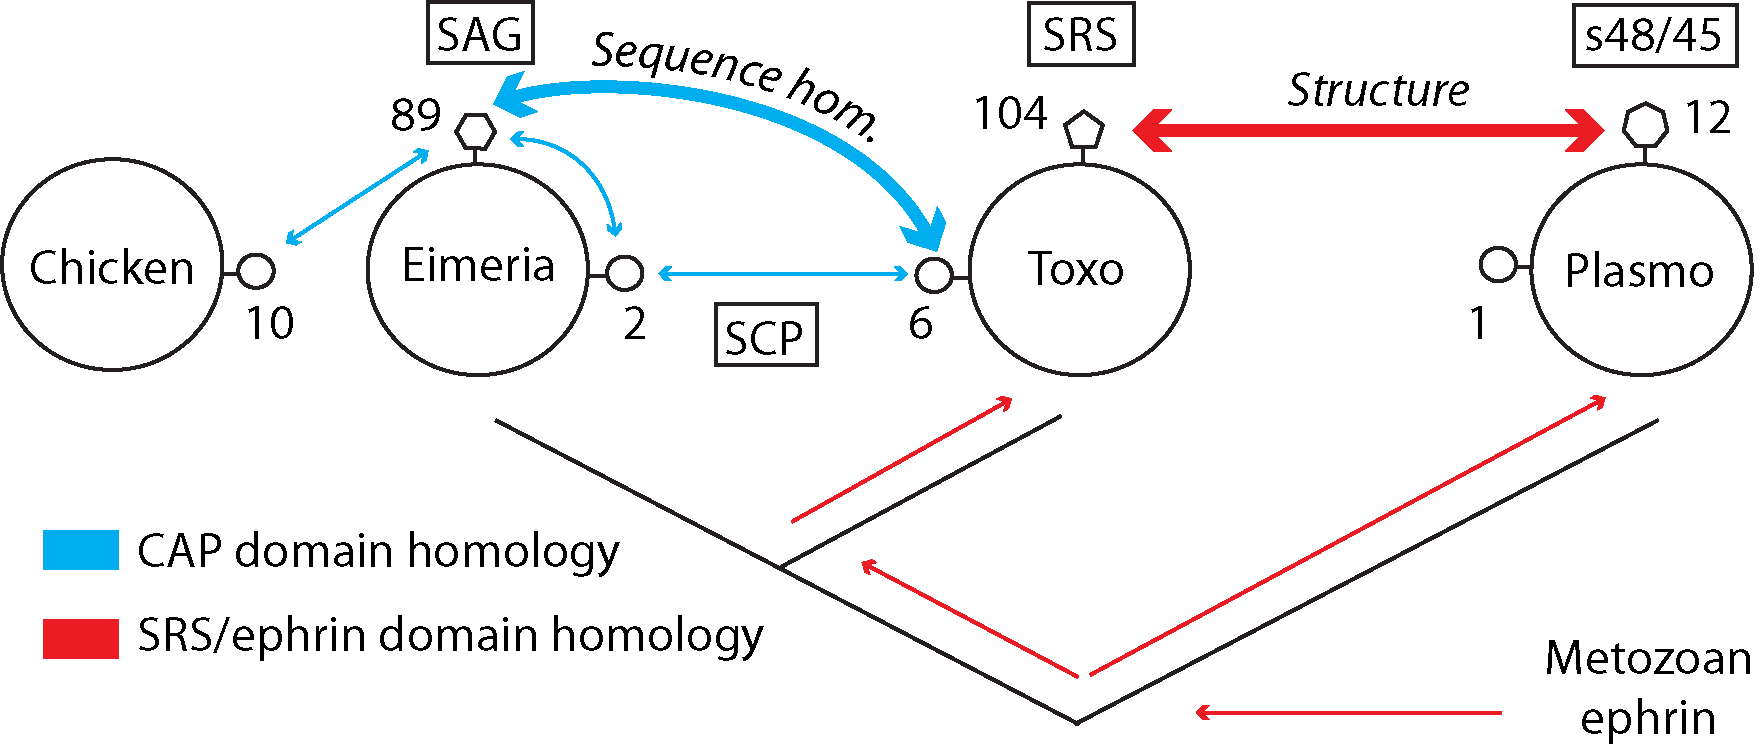 SAG
SRS
s48/45
Sequence hom.
Structure
89
104
12
Chicken
Eimeria
Toxo
Plasmo
10
2
6
1
SCP
CAP domain homology
SRS/ephrin domain homology
Metozoan
ephrin